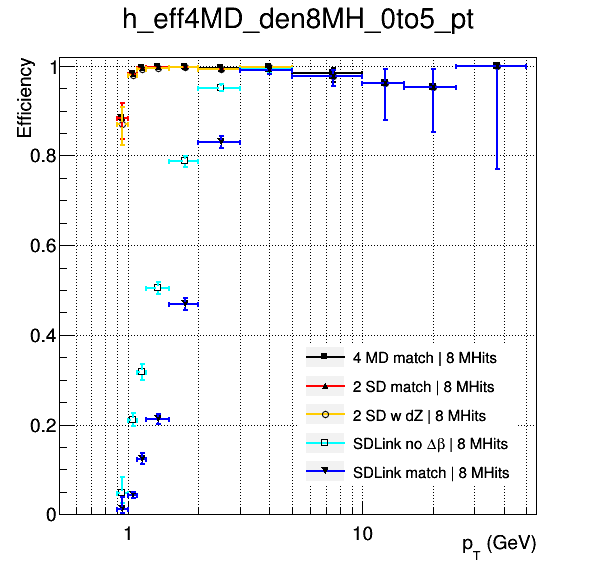 h_eff4MD_den8MH_0to5_pt
Efficiency
1
0.8
0.6
0.4
0.2
0
4 MD match | 8 MHits
2 SD match | 8 MHits
2 SD w dZ | 8 MHits
SDLink no Δβ | 8 MHits
SDLink match | 8 MHits
1
10
p_T (GeV)